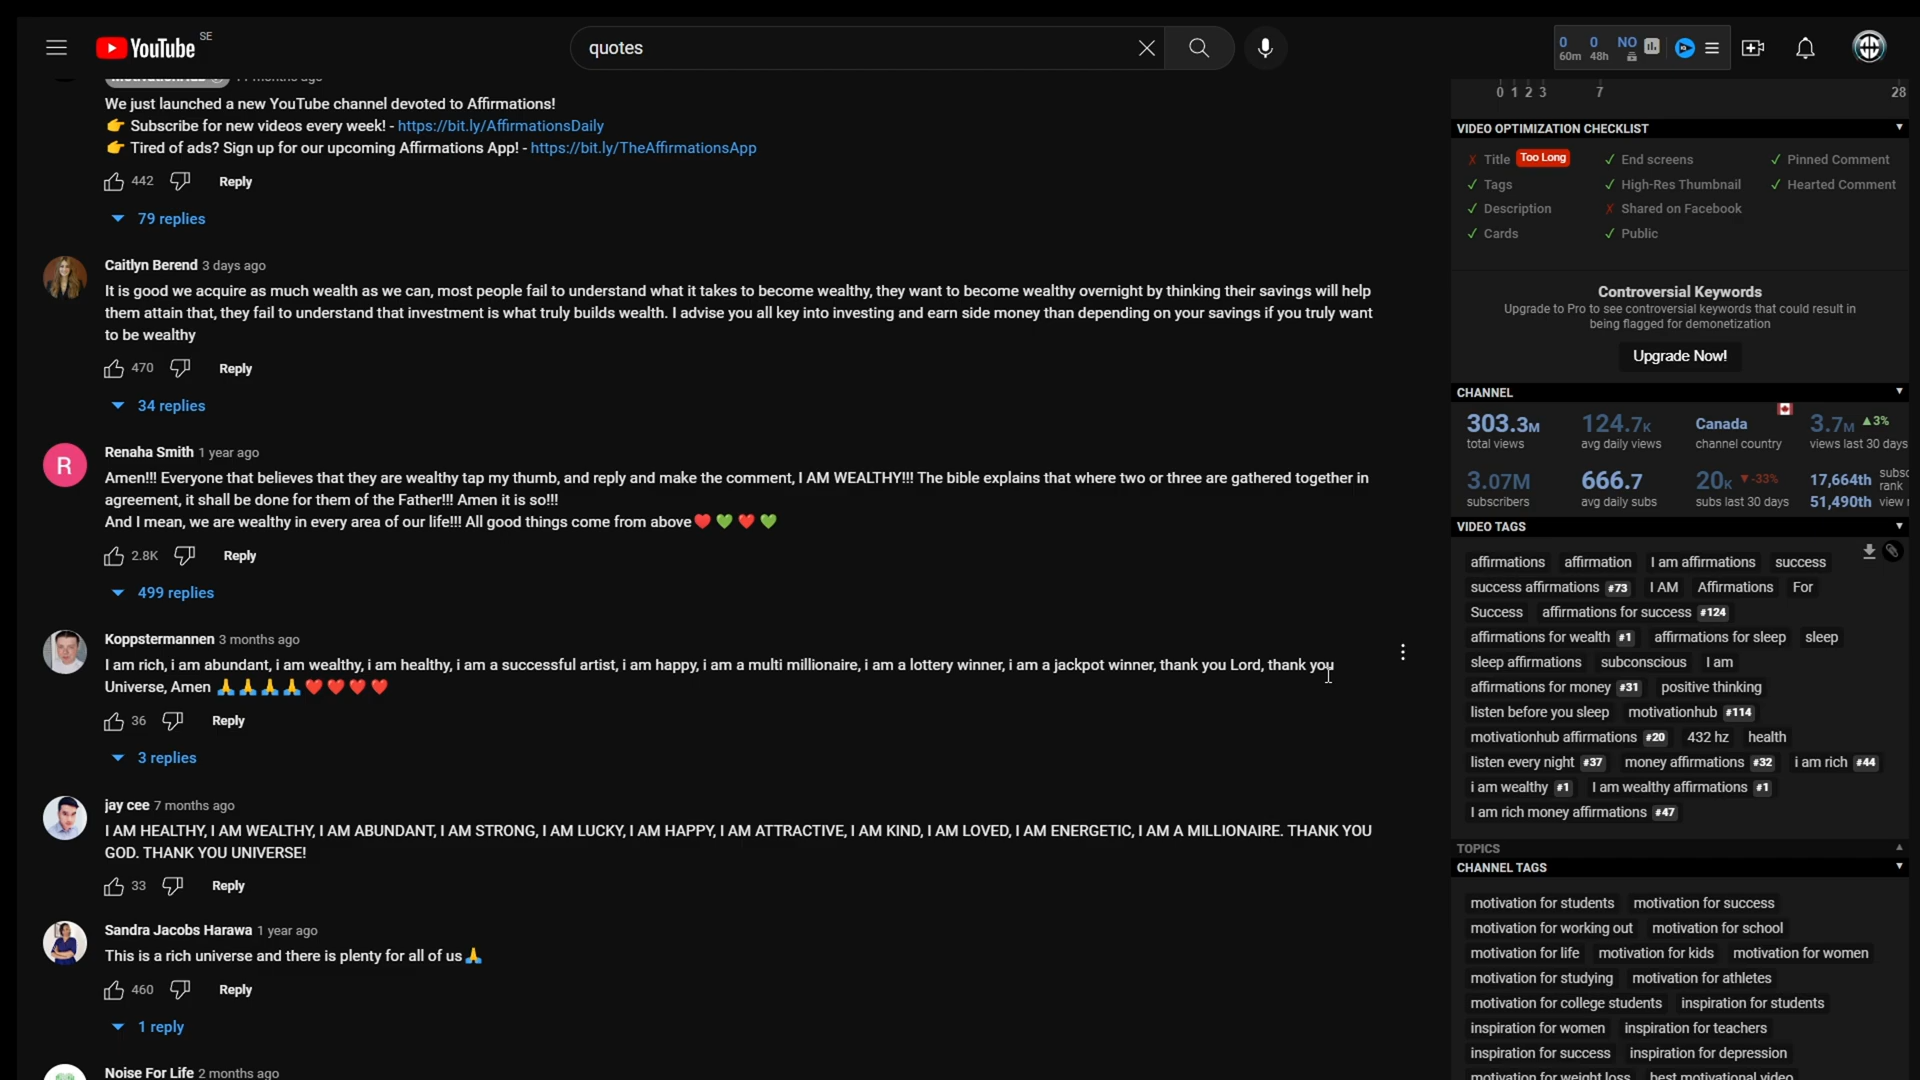 YouTube SE
quotes
0 0 NO
60m 48h
MotivationHub 11 months ago
We just launched a new YouTube channel devoted to Affirmations!
👉 Subscribe for new videos every week! - https://bit.ly/AffirmationsDaily
👉 Tired of ads? Sign up for our upcoming Affirmations App! - https://bit.ly/TheAffirmationsApp
442 Reply
79 replies
Caitlyn Berend 3 days ago
It is good we acquire as much wealth as we can, most people fail to understand what it takes to become wealthy, they want to become wealthy overnight by thinking their savings will help
them attain that, they fail to understand that investment is what truly builds wealth. I advise you all key into investing and earn side money than depending on your savings if you truly want
to be wealthy
470 Reply
34 replies
R
Renaha Smith 1 year ago
Amen!!! Everyone that believes that they are wealthy tap my thumb, and reply and make the comment, I AM WEALTHY!!! The bible explains that where two or three are gathered together in
agreement, it shall be done for them of the Father!!! Amen it is so!!!
And I mean, we are wealthy in every area of our life!!! All good things come from above❤️ 💚 ❤️ 💚
2.8K Reply
499 replies
Koppstermannen 3 months ago
I am rich, i am abundant, i am wealthy, i am healthy, i am a successful artist, i am happy, i am a multi millionaire, i am a lottery winner, i am a jackpot winner, thank you Lord, thank you
Universe, Amen 🙏🙏🙏🙏❤️❤️❤️❤️
36 Reply
3 replies
jay cee 7 months ago
I AM HEALTHY, I AM WEALTHY, I AM ABUNDANT, I AM STRONG, I AM LUCKY, I AM HAPPY, I AM ATTRACTIVE, I AM KIND, I AM LOVED, I AM ENERGETIC, I AM A MILLIONAIRE. THANK YOU
GOD. THANK YOU UNIVERSE!
33 Reply
Sandra Jacobs Harawa 1 year ago
This is a rich universe and there is plenty for all of us🙏
460 Reply
1 reply
Noise For Life 2 months ago
0 1 2 3 7 28
VIDEO OPTIMIZATION CHECKLIST
✗ Title Too Long ✓ End screens ✓ Pinned Comment
✓ Tags ✓ High-Res Thumbnail ✓ Hearted Comment
✓ Description ✗ Shared on Facebook
✓ Cards ✓ Public
Controversial Keywords
Upgrade to Pro to see controversial keywords that could result in
being flagged for demonetization
Upgrade Now!
CHANNEL
303.3M 124.7K Canada 3.7M ▲3%
total views avg daily views channel country views last 30 days
3.07M 666.7 20K ▼-33% 17,664th subsc rank
subscribers avg daily subs subs last 30 days 51,490th view
VIDEO TAGS
affirmations affirmation I am affirmations success
success affirmations #73 I AM Affirmations For
Success affirmations for success #124
affirmations for wealth #1 affirmations for sleep sleep
sleep affirmations subconscious I am
affirmations for money #31 positive thinking
listen before you sleep motivationhub #114
motivationhub affirmations #20 432 hz health
listen every night #37 money affirmations #32 i am rich #44
i am wealthy #1 I am wealthy affirmations #1
I am rich money affirmations #47
TOPICS
CHANNEL TAGS
motivation for students motivation for success
motivation for working out motivation for school
motivation for life motivation for kids motivation for women
motivation for studying motivation for athletes
motivation for college students inspiration for students
inspiration for women inspiration for teachers
inspiration for success inspiration for depression
motivation for weight loss best motivational video